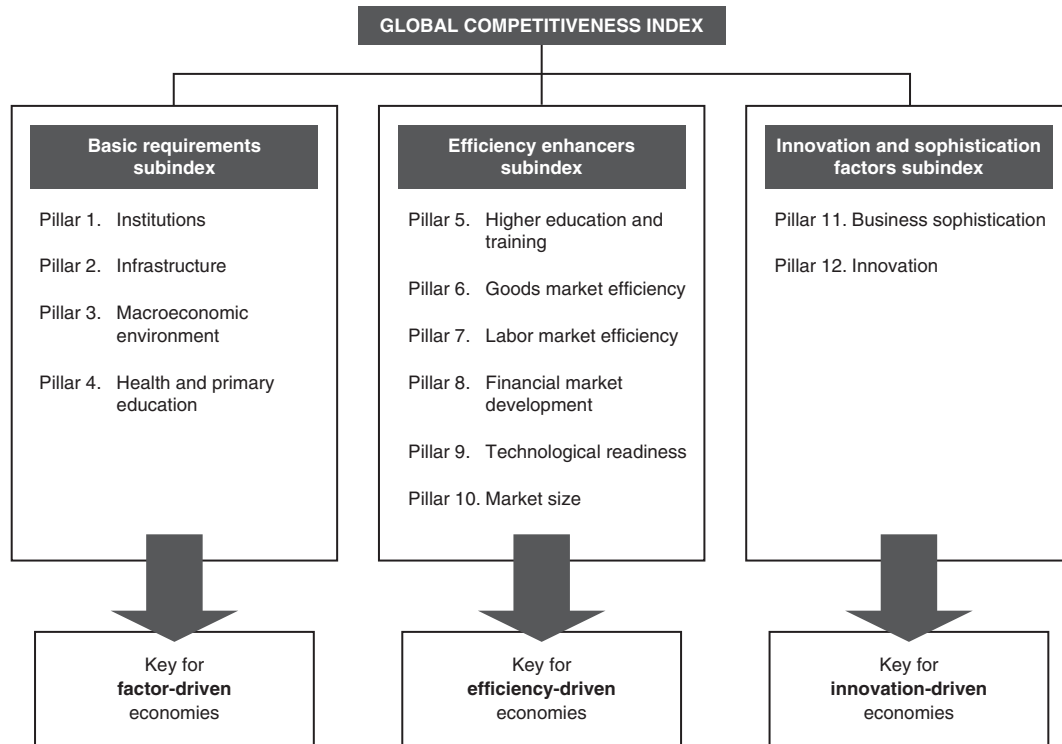 GLOBAL COMPETITIVENESS INDEX
Basic requirements
subindex
Pillar 1. Institutions
Pillar 2. Infrastructure
Pillar 3. Macroeconomic
environment
Pillar 4. Health and primary
education
Key for
factor-driven
economies
Efficiency enhancers
subindex
Pillar 5. Higher education and
training
Pillar 6. Goods market efficiency
Pillar 7. Labor market efficiency
Pillar 8. Financial market
development
Pillar 9. Technological readiness
Pillar 10. Market size
Key for
efficiency-driven
economies
Innovation and sophistication
factors subindex
Pillar 11. Business sophistication
Pillar 12. Innovation
Key for
innovation-driven
economies